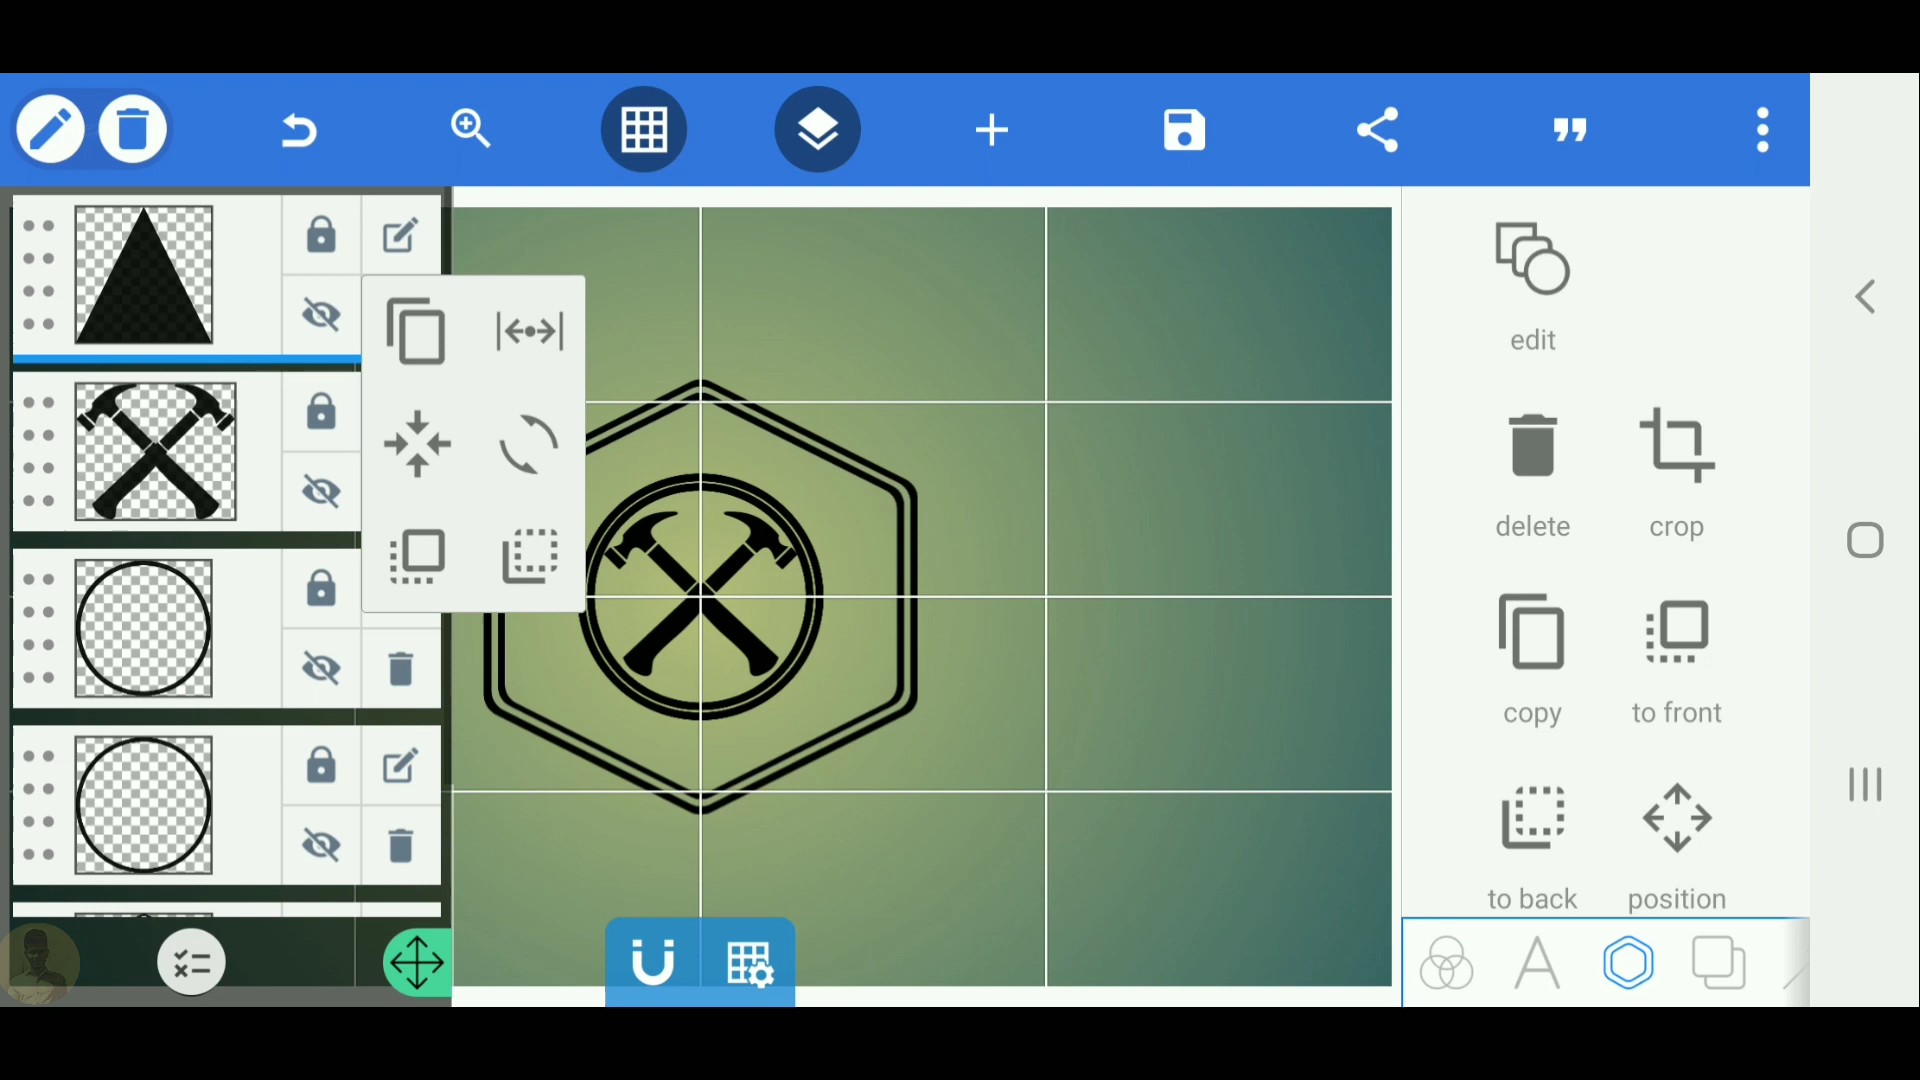 edit
delete
crop
copy
to front
to back
position